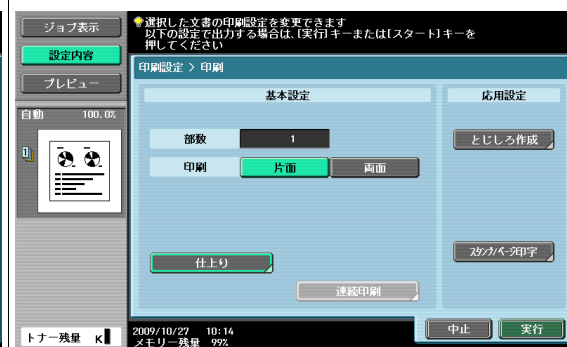 ジョブ表示
設定内容
プレビュー
自動 100.0%
選択した文書の印刷設定を変更できます
以下の設定で出力する場合は、[実行]キーまたは[スタート]キーを
押してください
印刷設定 > 印刷
基本設定
応用設定
部数 1
とじしろ作成
印刷 片面 両面
スタンプ/ページ印字
仕上り
連続印刷
トナー残量 K
2009/10/27 10:14
メモリー残量 99%
中止
実行